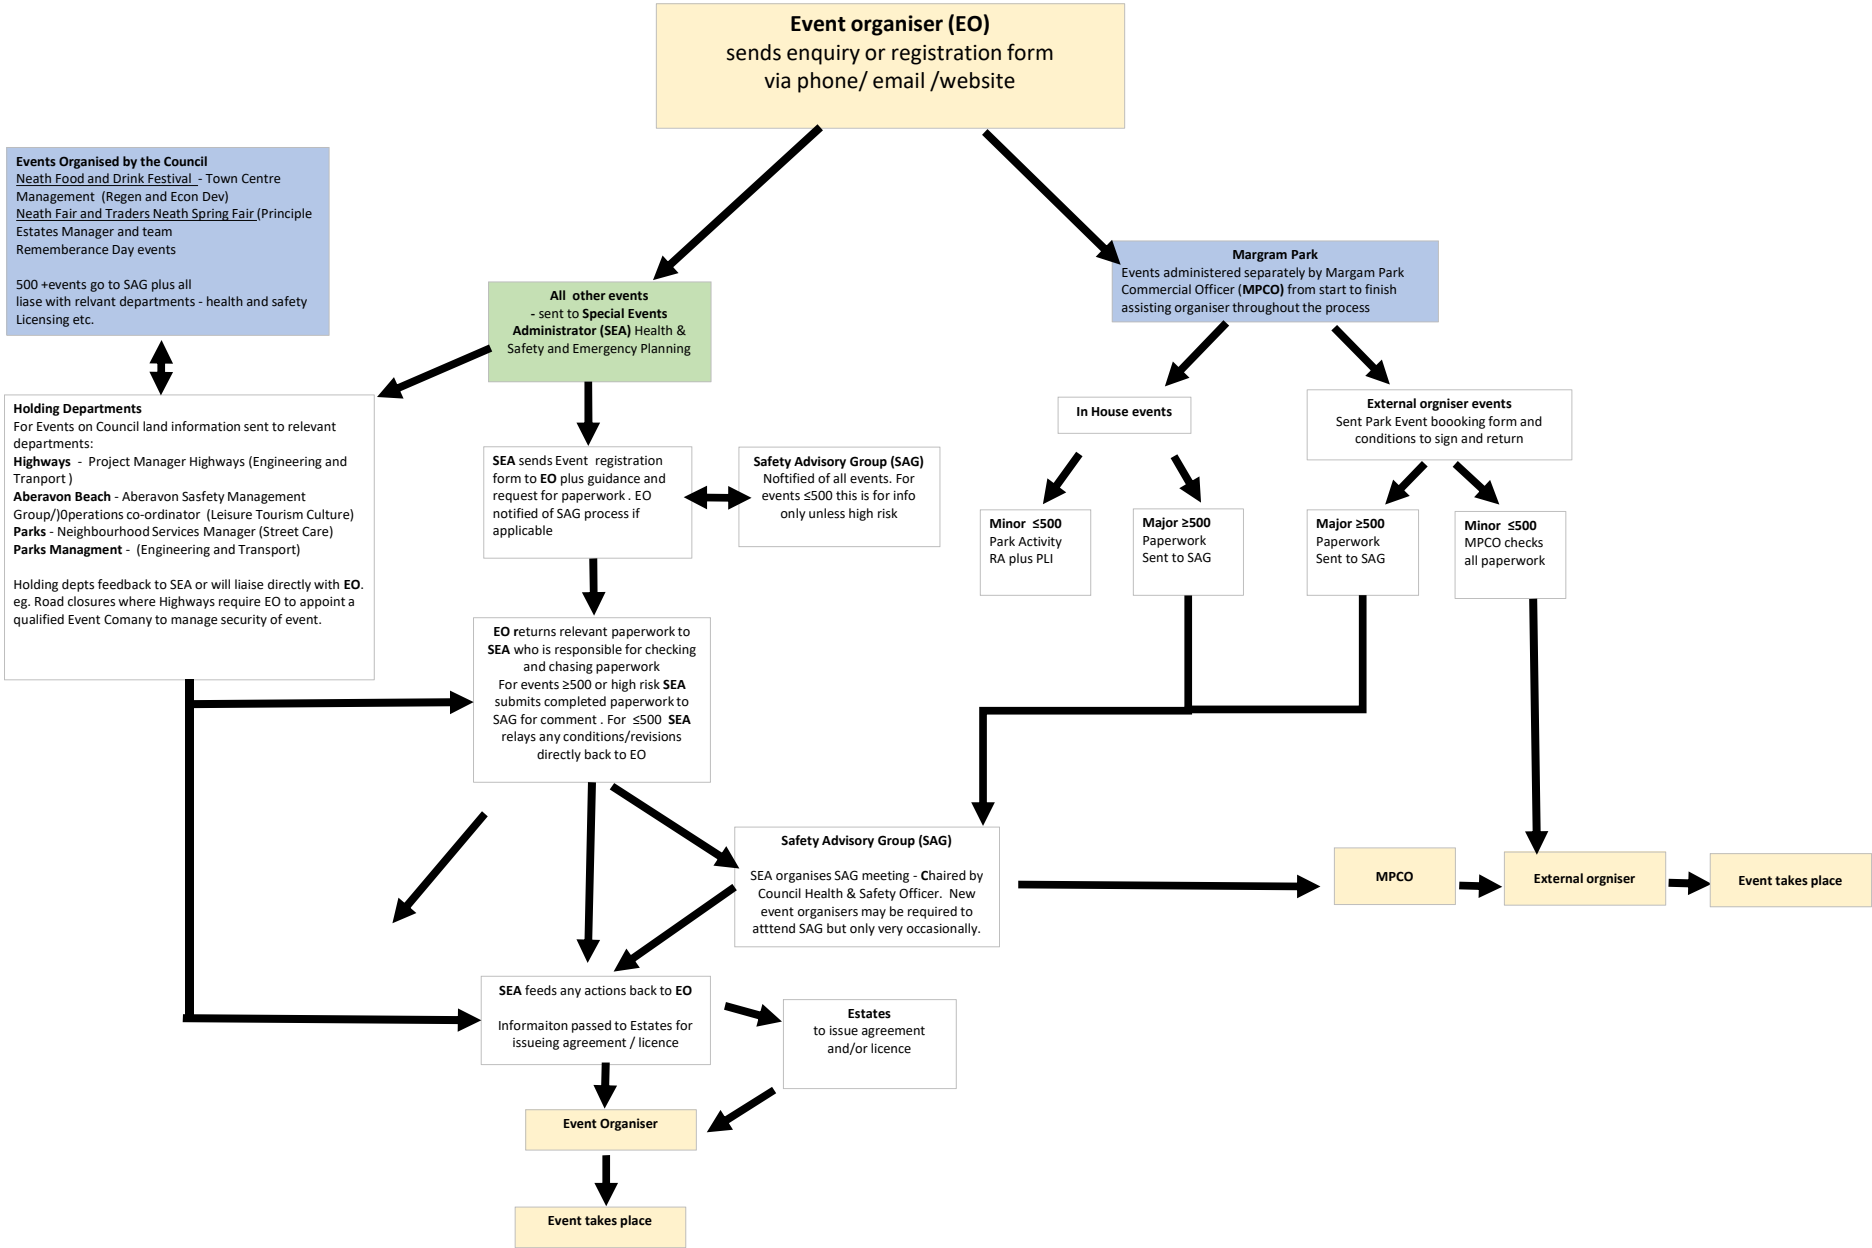 Event organiser (EO)
sends enquiry or registration form
via phone/ email /website
Events Organised by the Council
Neath Food and Drink Festival - Town Centre
Management (Regen and Econ Dev)
Neath Fair and Traders Neath Spring Fair (Principle
Estates Manager and team
Rememberance Day events
500 +events go to SAG plus all
liase with relvant departments - health and safety
Licensing etc.
All other events
- sent to Special Events
Administrator (SEA) Health &
Safety and Emergency Planning
Margram Park
Events administered separately by Margam Park
Commercial Officer (MPCO) from start to finish
assisting organiser throughout the process
Holding Departments
For Events on Council land information sent to relevant
departments:
Highways - Project Manager Highways (Engineering and
Tranport )
Aberavon Beach - Aberavon Sasfety Management
Group/)0perations co-ordinator (Leisure Tourism Culture)
Parks - Neighbourhood Services Manager (Street Care)
Parks Managment - (Engineering and Transport)
Holding depts feedback to SEA or will liaise directly with EO.
eg. Road closures where Highways require EO to appoint a
qualified Event Comany to manage security of event.
SEA sends Event registration
form to EO plus guidance and
request for paperwork . EO
notified of SAG process if
applicable
Safety Advisory Group (SAG)
Noftified of all events. For
events ≤500 this is for info
only unless high risk
In House events
External orgniser events
Sent Park Event boooking form and
conditions to sign and return
Minor ≤500
Park Activity
RA plus PLI
Major ≥500
Paperwork
Sent to SAG
Major ≥500
Paperwork
Sent to SAG
Minor ≤500
MPCO checks
all paperwork
EO returns relevant paperwork to
SEA who is responsible for checking
and chasing paperwork
For events ≥500 or high risk SEA
submits completed paperwork to
SAG for comment . For ≤500 SEA
relays any conditions/revisions
directly back to EO
Safety Advisory Group (SAG)
SEA organises SAG meeting - Chaired by
Council Health & Safety Officer. New
event organisers may be required to
atttend SAG but only very occasionally.
MPCO
External orgniser
Event takes place
SEA feeds any actions back to EO
Informaiton passed to Estates for
issueing agreement / licence
Estates
to issue agreement
and/or licence
Event Organiser
Event takes place